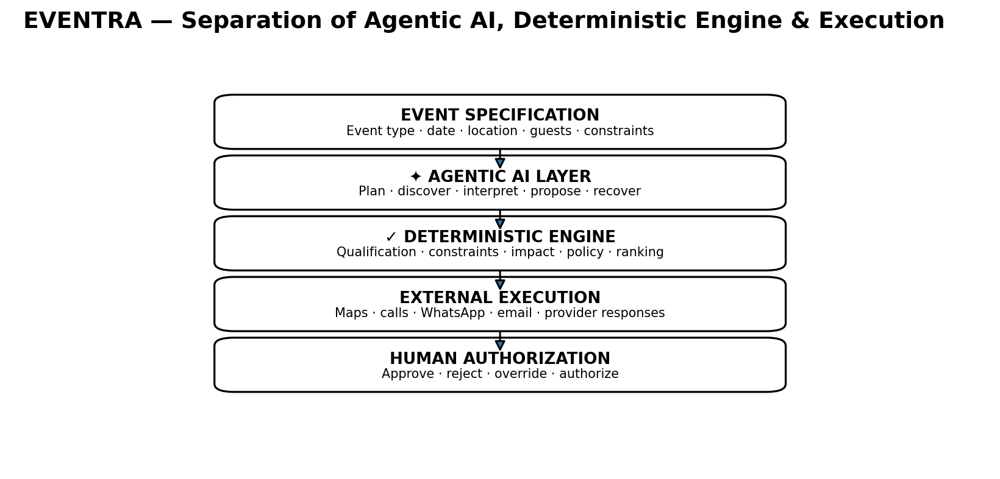 EVENTRA — Separation of Agentic AI, Deterministic Engine & Execution
EVENT SPECIFICATION
Event type · date · location · guests · constraints
✦ AGENTIC AI LAYER
Plan · discover · interpret · propose · recover
✓ DETERMINISTIC ENGINE
Qualification · constraints · impact · policy · ranking
EXTERNAL EXECUTION
Maps · calls · WhatsApp · email · provider responses
HUMAN AUTHORIZATION
Approve · reject · override · authorize